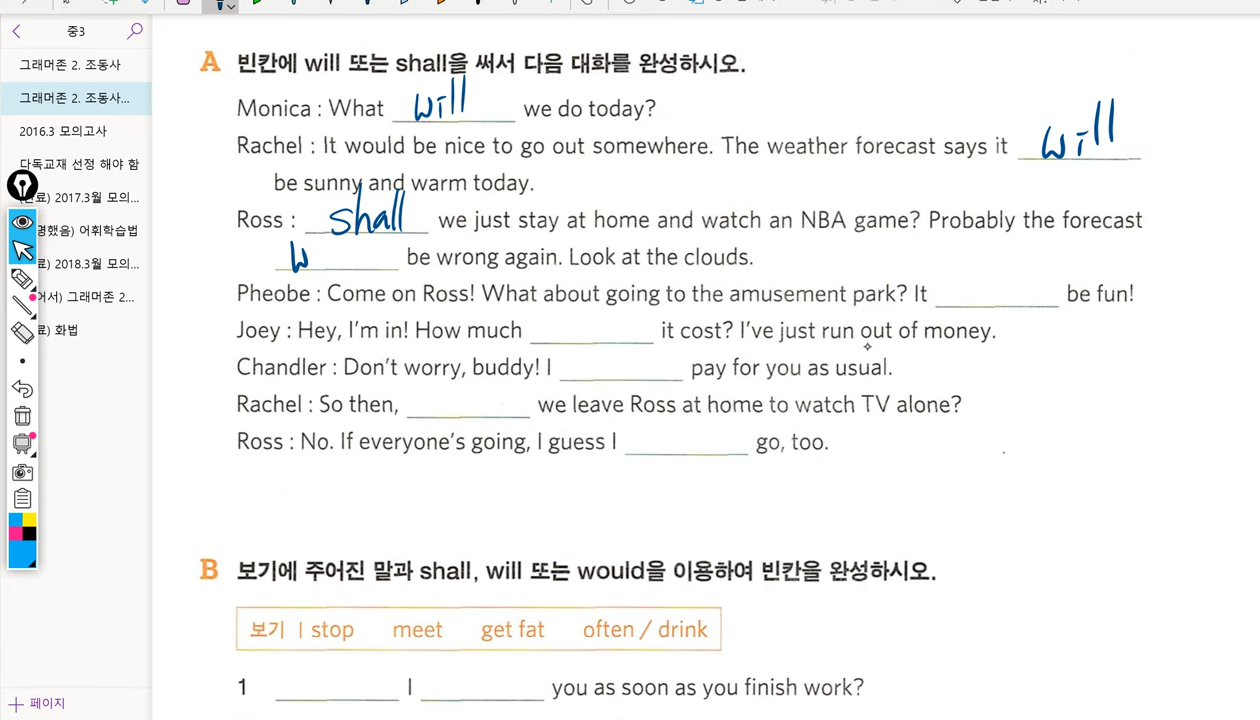 중3
그래머존 2. 조동사
그래머존 2. 조동사...
2016.3 모의고사
다독교재 선정 해야 함
료) 2017.3월 모의...
명했음) 어휘학습법
료) 2018.3월 모의...
어서) 그래머존 2...
료) 화법
+ 페이지
A 빈칸에 will 또는 shall을 써서 다음 대화를 완성하시오.
Monica : What will we do today?
Rachel : It would be nice to go out somewhere. The weather forecast says it will
be sunny and warm today.
Ross : shall we just stay at home and watch an NBA game? Probably the forecast
w be wrong again. Look at the clouds.
Pheobe : Come on Ross! What about going to the amusement park? It ________ be fun!
Joey : Hey, I'm in! How much ________ it cost? I've just run out of money.
Chandler : Don't worry, buddy! I ________ pay for you as usual.
Rachel : So then, ________ we leave Ross at home to watch TV alone?
Ross : No. If everyone's going, I guess I ________ go, too.
B 보기에 주어진 말과 shall, will 또는 would을 이용하여 빈칸을 완성하시오.
보기 | stop meet get fat often / drink
1 ________ I ________ you as soon as you finish work?